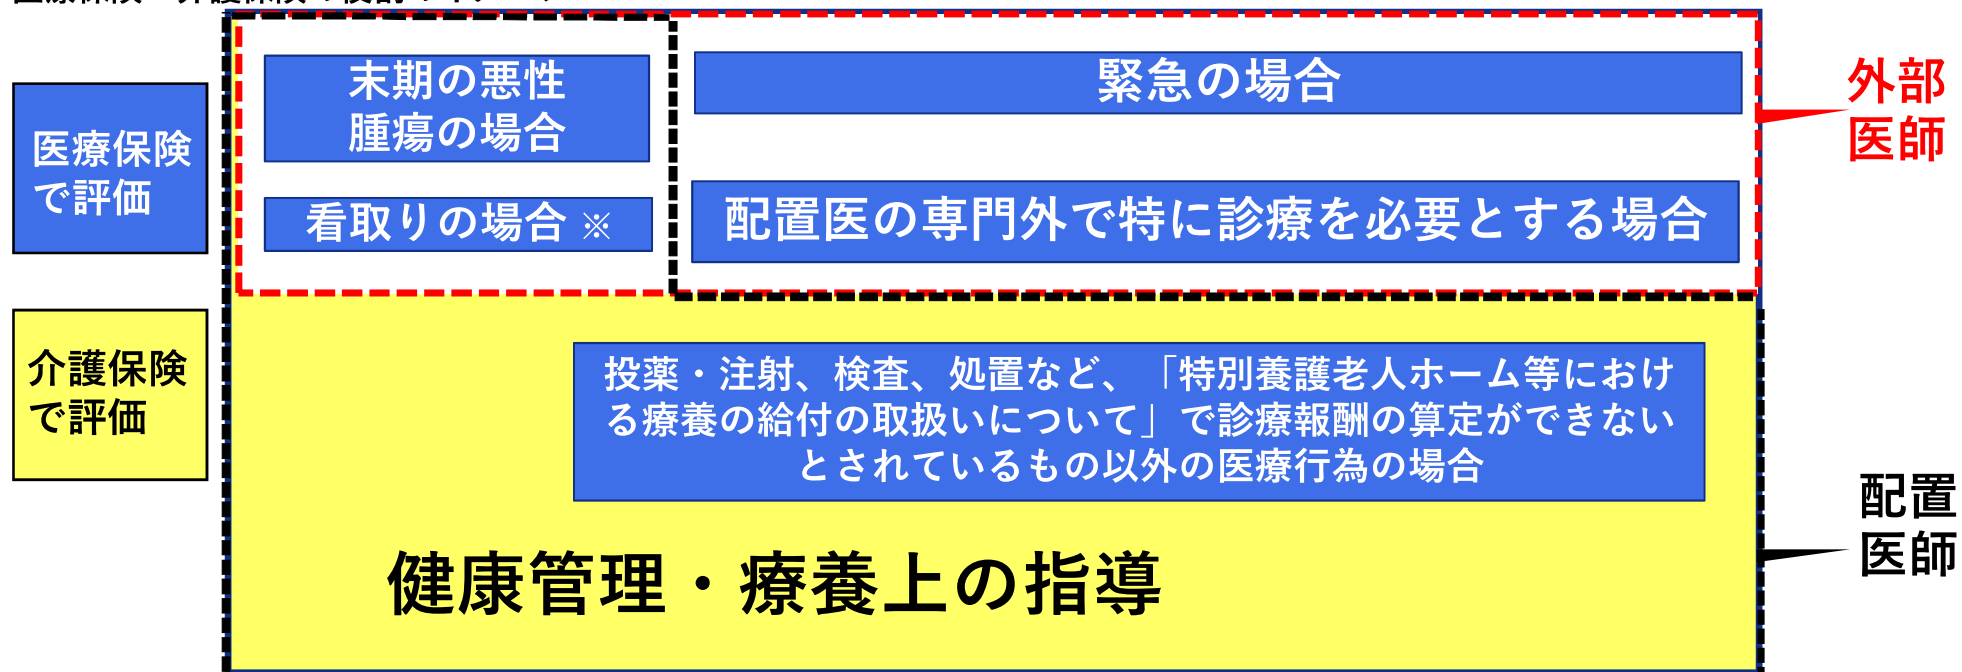 末期の悪性
腫瘍の場合
緊急の場合
外部
医師
医療保険
で評価
看取りの場合 ※
配置医の専門外で特に診療を必要とする場合
介護保険
で評価
投薬・注射、検査、処置など、「特別養護老人ホーム等におけ
る療養の給付の取扱いについて」で診療報酬の算定ができない
とされているもの以外の医療行為の場合
配置
医師
健康管理・療養上の指導